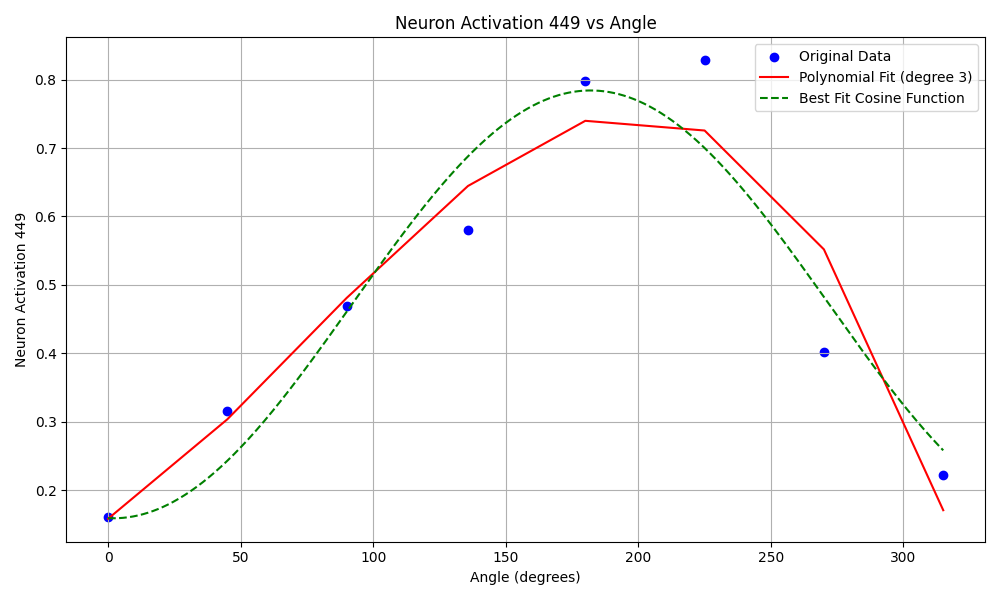 Neuron Activation 449 vs Angle
Original Data
Polynomial Fit (degree 3)
Best Fit Cosine Function
Neuron Activation 449
0.8
0.7
0.6
0.5
0.4
0.3
0.2
0
50
100
150
200
250
300
Angle (degrees)